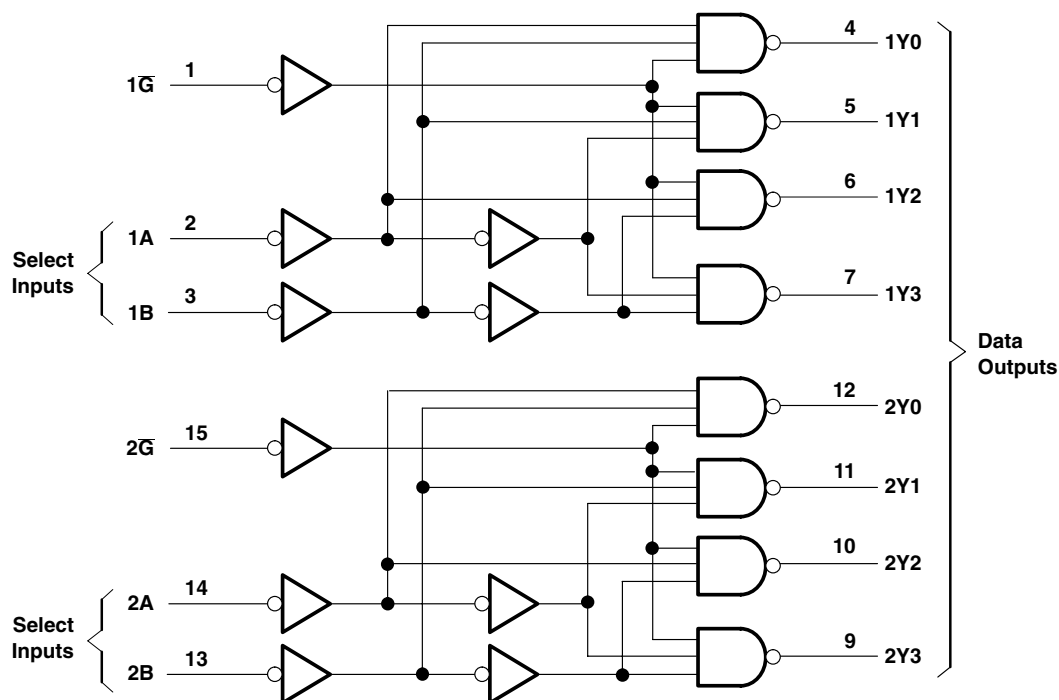 4
1Y0
1
1G̅
5
1Y1
6
1Y2
2
1A
Select
Inputs
3
1B
7
1Y3
Data
Outputs
12
2Y0
15
2G̅
11
2Y1
10
2Y2
14
2A
Select
Inputs
13
2B
9
2Y3